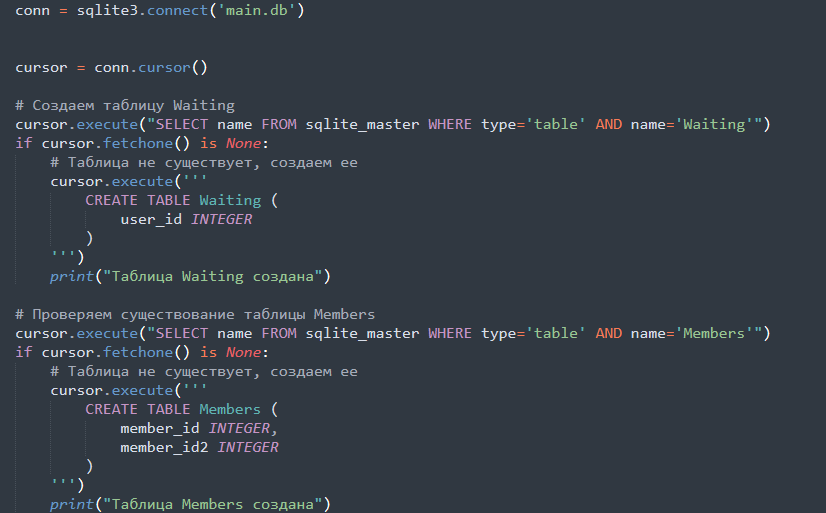 conn = sqlite3.connect('main.db')
cursor = conn.cursor()
# Создаем таблицу Waiting
cursor.execute("SELECT name FROM sqlite_master WHERE type='table' AND name='Waiting'")
if cursor.fetchone() is None:
    # Таблица не существует, создаем ее
    cursor.execute('''
        CREATE TABLE Waiting (
            user_id INTEGER
        )
    ''')
    print("Таблица Waiting создана")
# Проверяем существование таблицы Members
cursor.execute("SELECT name FROM sqlite_master WHERE type='table' AND name='Members'")
if cursor.fetchone() is None:
    # Таблица не существует, создаем ее
    cursor.execute('''
        CREATE TABLE Members (
            member_id INTEGER,
            member_id2 INTEGER
        )
    ''')
    print("Таблица Members создана")